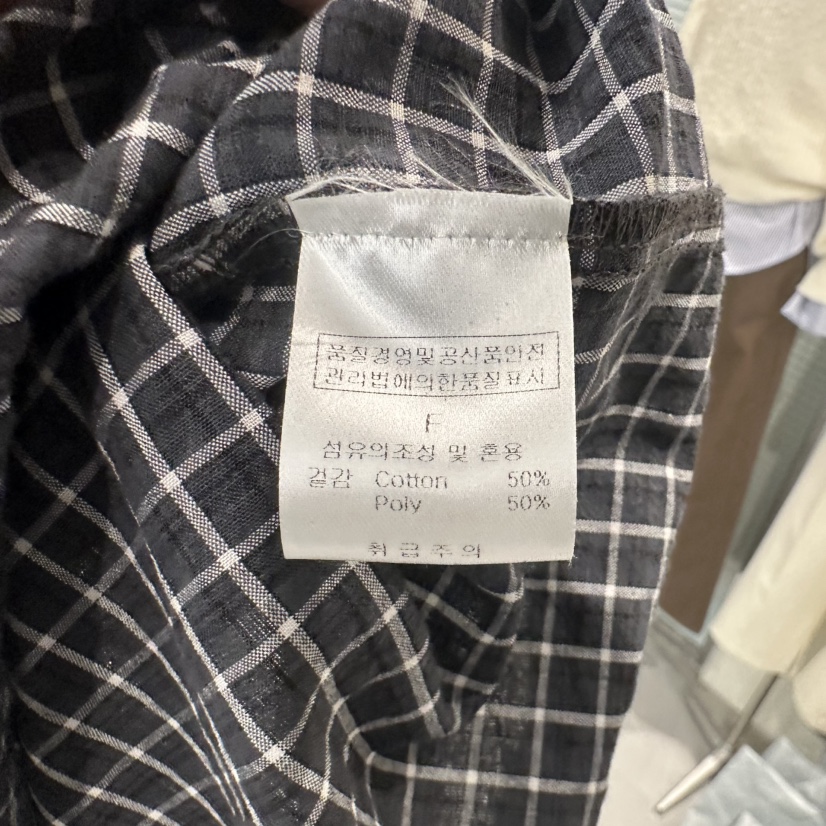 품질경영및공산품안전
관리법에의한품질표시
F
섬유의조성 및 혼용
겉감 Cotton 50%
Poly 50%
취급주의